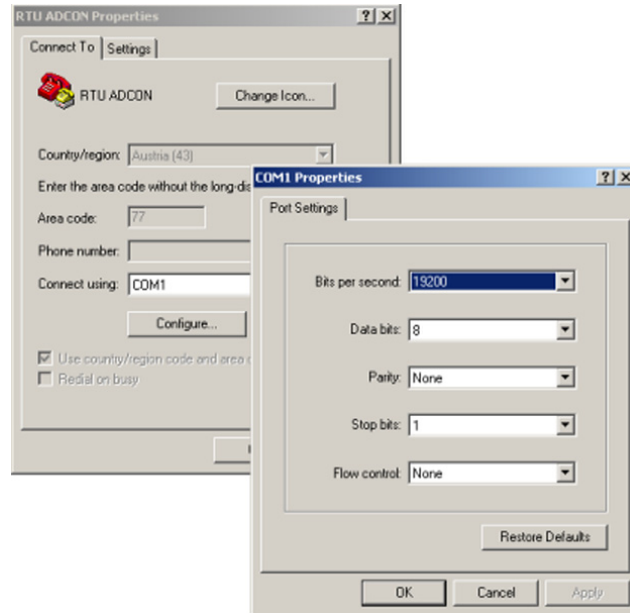 RTU ADCON Properties
Connect To Settings
RTU ADCON
Change Icon...
Country/region: Austria (43)
Enter the area code without the long-dis
Area code: 77
Phone number:
Connect using: COM1
Configure...
Use country/region code and area c
Redial on busy
COM1 Properties
Port Settings
Bits per second: 19200
Data bits: 8
Parity: None
Stop bits: 1
Flow control: None
Restore Defaults
OK Cancel Apply